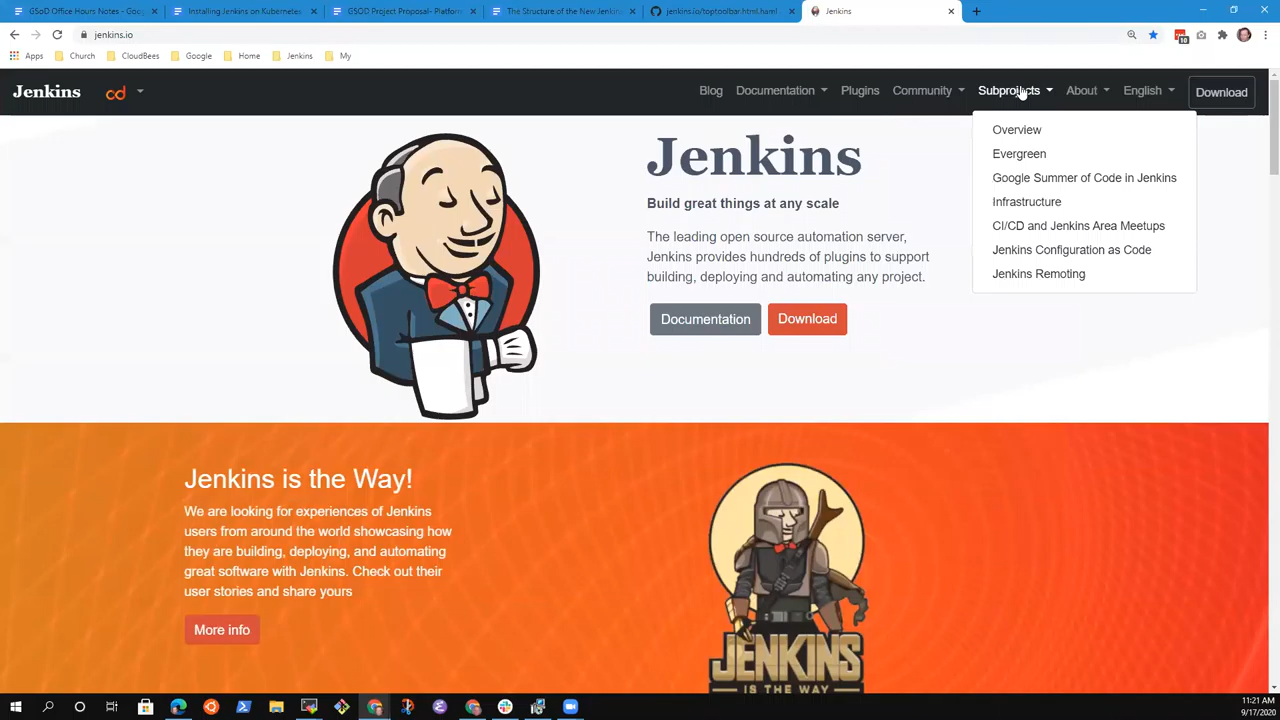 GSoD Office Hours Notes - Goo
Installing Jenkins on Kubernetes
GSOD Project Proposal- Platform
The Structure of the New Jenkins
jenkins.io/toptoolbar.html.haml
Jenkins
jenkins.io
10
Apps
Church
CloudBees
Google
Home
Jenkins
My
Jenkins
cd
Blog
Documentation
Plugins
Community
Subprojects
About
English
Download
Overview
Evergreen
Google Summer of Code in Jenkins
Infrastructure
CI/CD and Jenkins Area Meetups
Jenkins Configuration as Code
Jenkins Remoting
Jenkins
Build great things at any scale
The leading open source automation server,
Jenkins provides hundreds of plugins to support
building, deploying and automating any project.
Documentation
Download
Jenkins is the Way!
We are looking for experiences of Jenkins
users from around the world showcasing how
they are building, deploying, and automating
great software with Jenkins. Check out their
user stories and share yours
More info
JENKINS
IS THE WAY
11:21 AM
9/17/2020